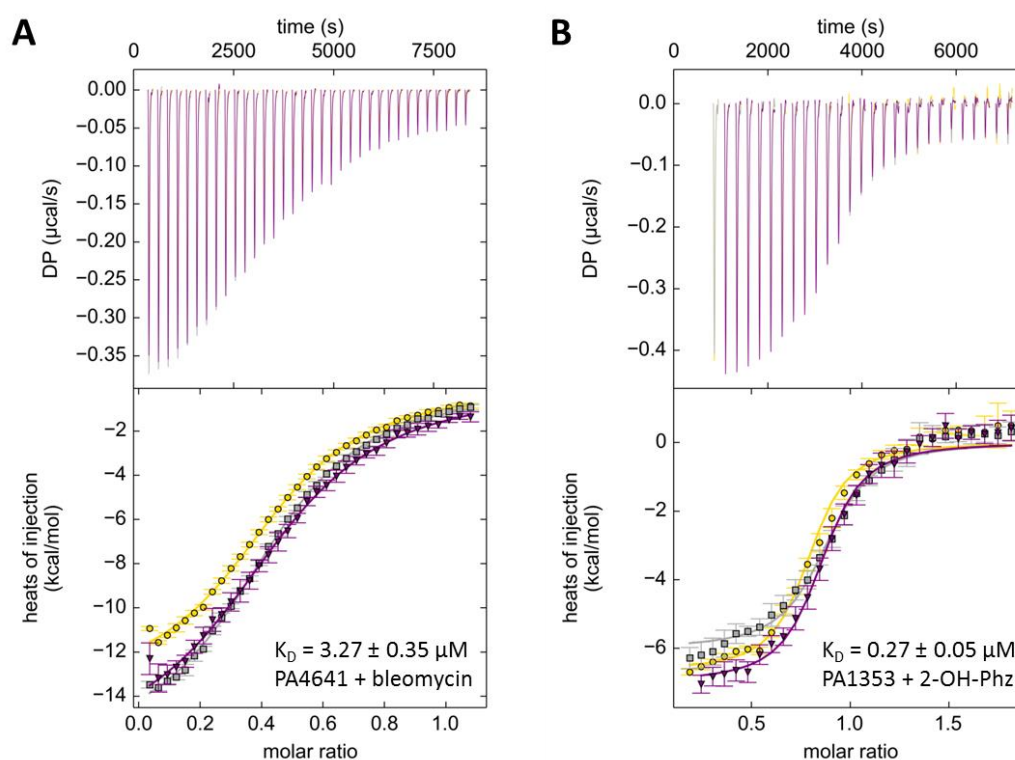 A
time (s)
0 2500 5000 7500
DP (μcal/s)
0.00
−0.05
−0.10
−0.15
−0.20
−0.25
−0.30
−0.35
heats of injection
(kcal/mol)
−2
−4
−6
−8
−10
−12
−14
K_D = 3.27 ± 0.35 μM
PA4641 + bleomycin
0.0 0.2 0.4 0.6 0.8 1.0
molar ratio
B
time (s)
0 2000 4000 6000
DP (μcal/s)
0.0
−0.1
−0.2
−0.3
−0.4
heats of injection
(kcal/mol)
0
−2
−4
−6
K_D = 0.27 ± 0.05 μM
PA1353 + 2-OH-Phz
0.5 1.0 1.5
molar ratio